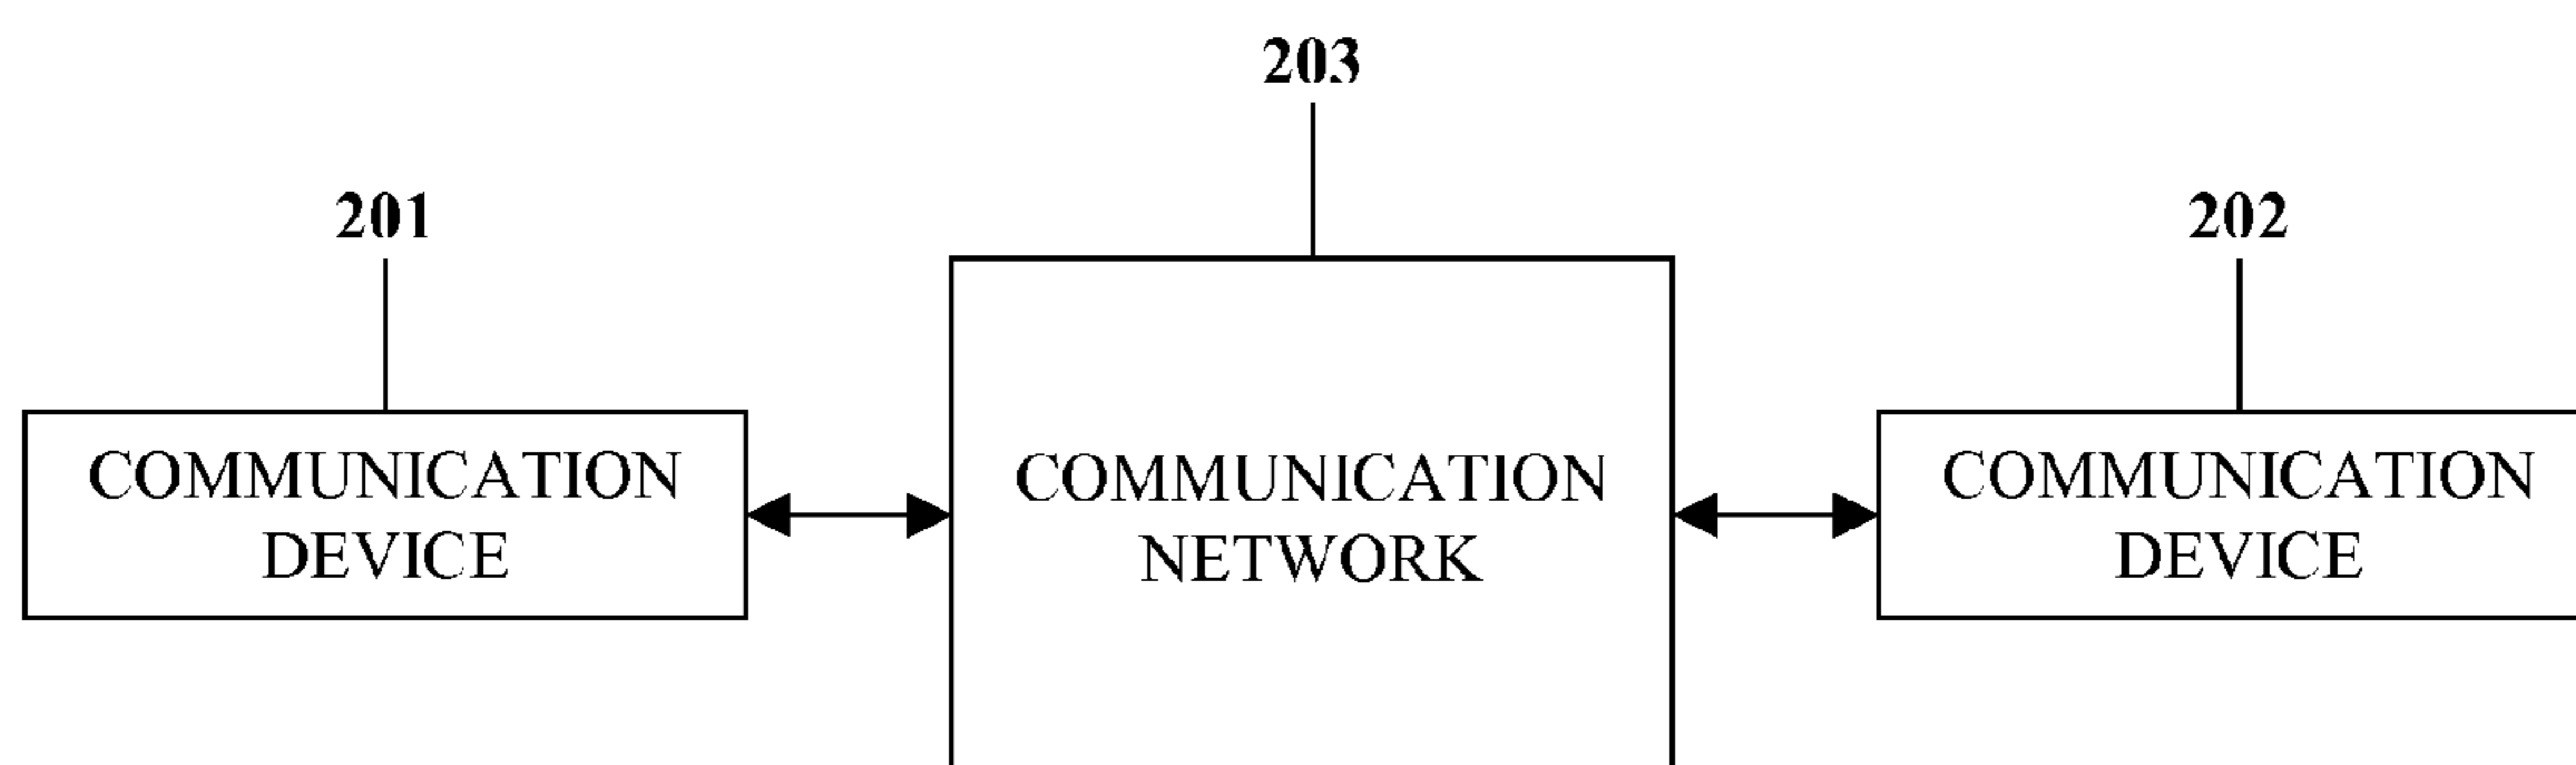 203
201
202
COMMUNICATION
DEVICE
COMMUNICATION
NETWORK
COMMUNICATION
DEVICE